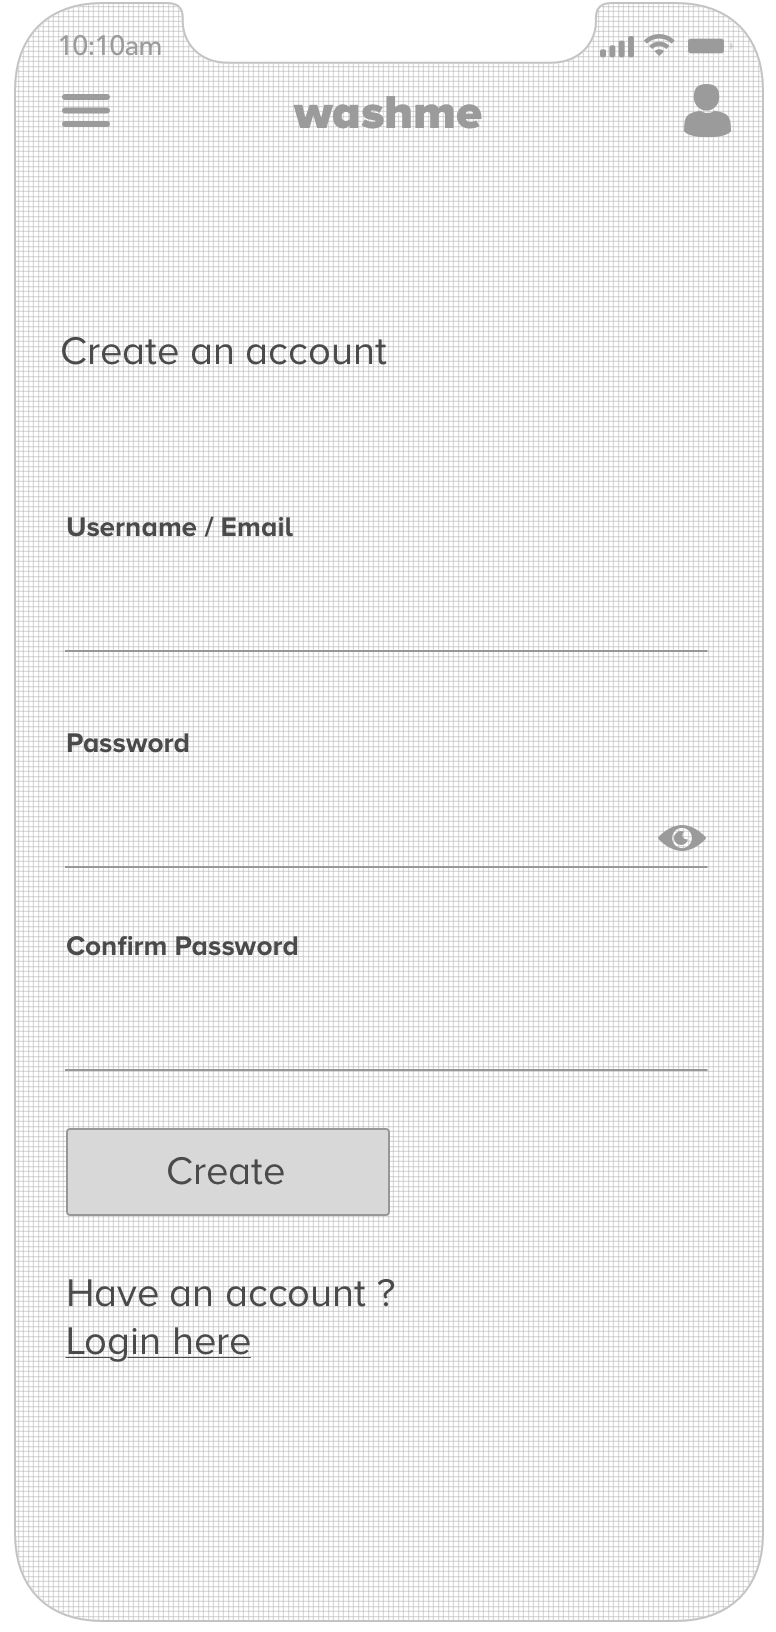 10:10am
washme
Create an account
Username / Email
Password
Confirm Password
Create
Have an account ?
Login here